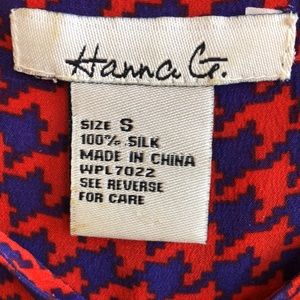 Hanna G.
SIZE S
100% SILK
MADE IN CHINA
WPL7022
SEE REVERSE
FOR CARE